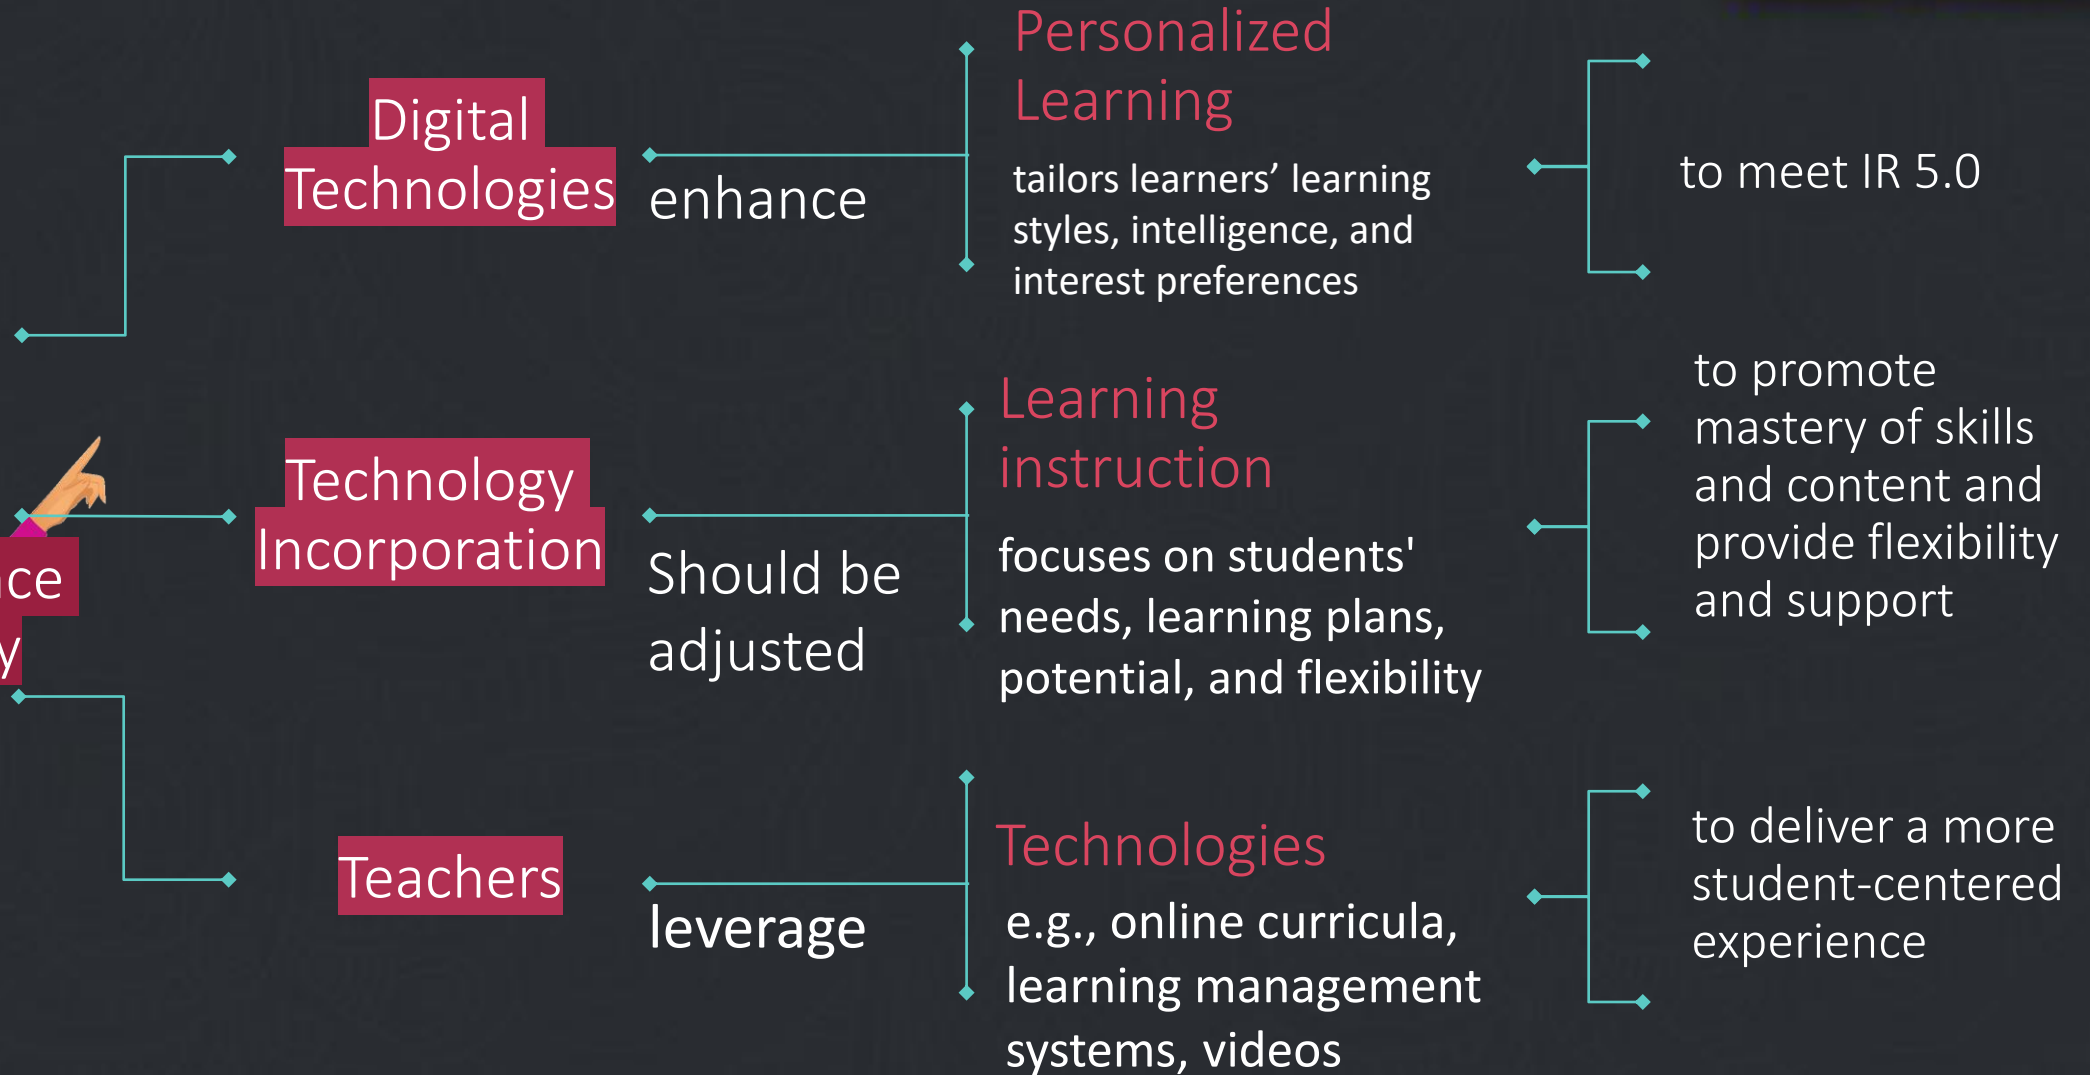 Digital
Technologies
enhance
Personalized
Learning
tailors learners’ learning
styles, intelligence, and
interest preferences
to meet IR 5.0
Technology
Incorporation
Should be
adjusted
Learning
instruction
focuses on students'
needs, learning plans,
potential, and flexibility
to promote
mastery of skills
and content and
provide flexibility
and support
Teachers
leverage
Technologies
e.g., online curricula,
learning management
systems, videos
to deliver a more
student-centered
experience